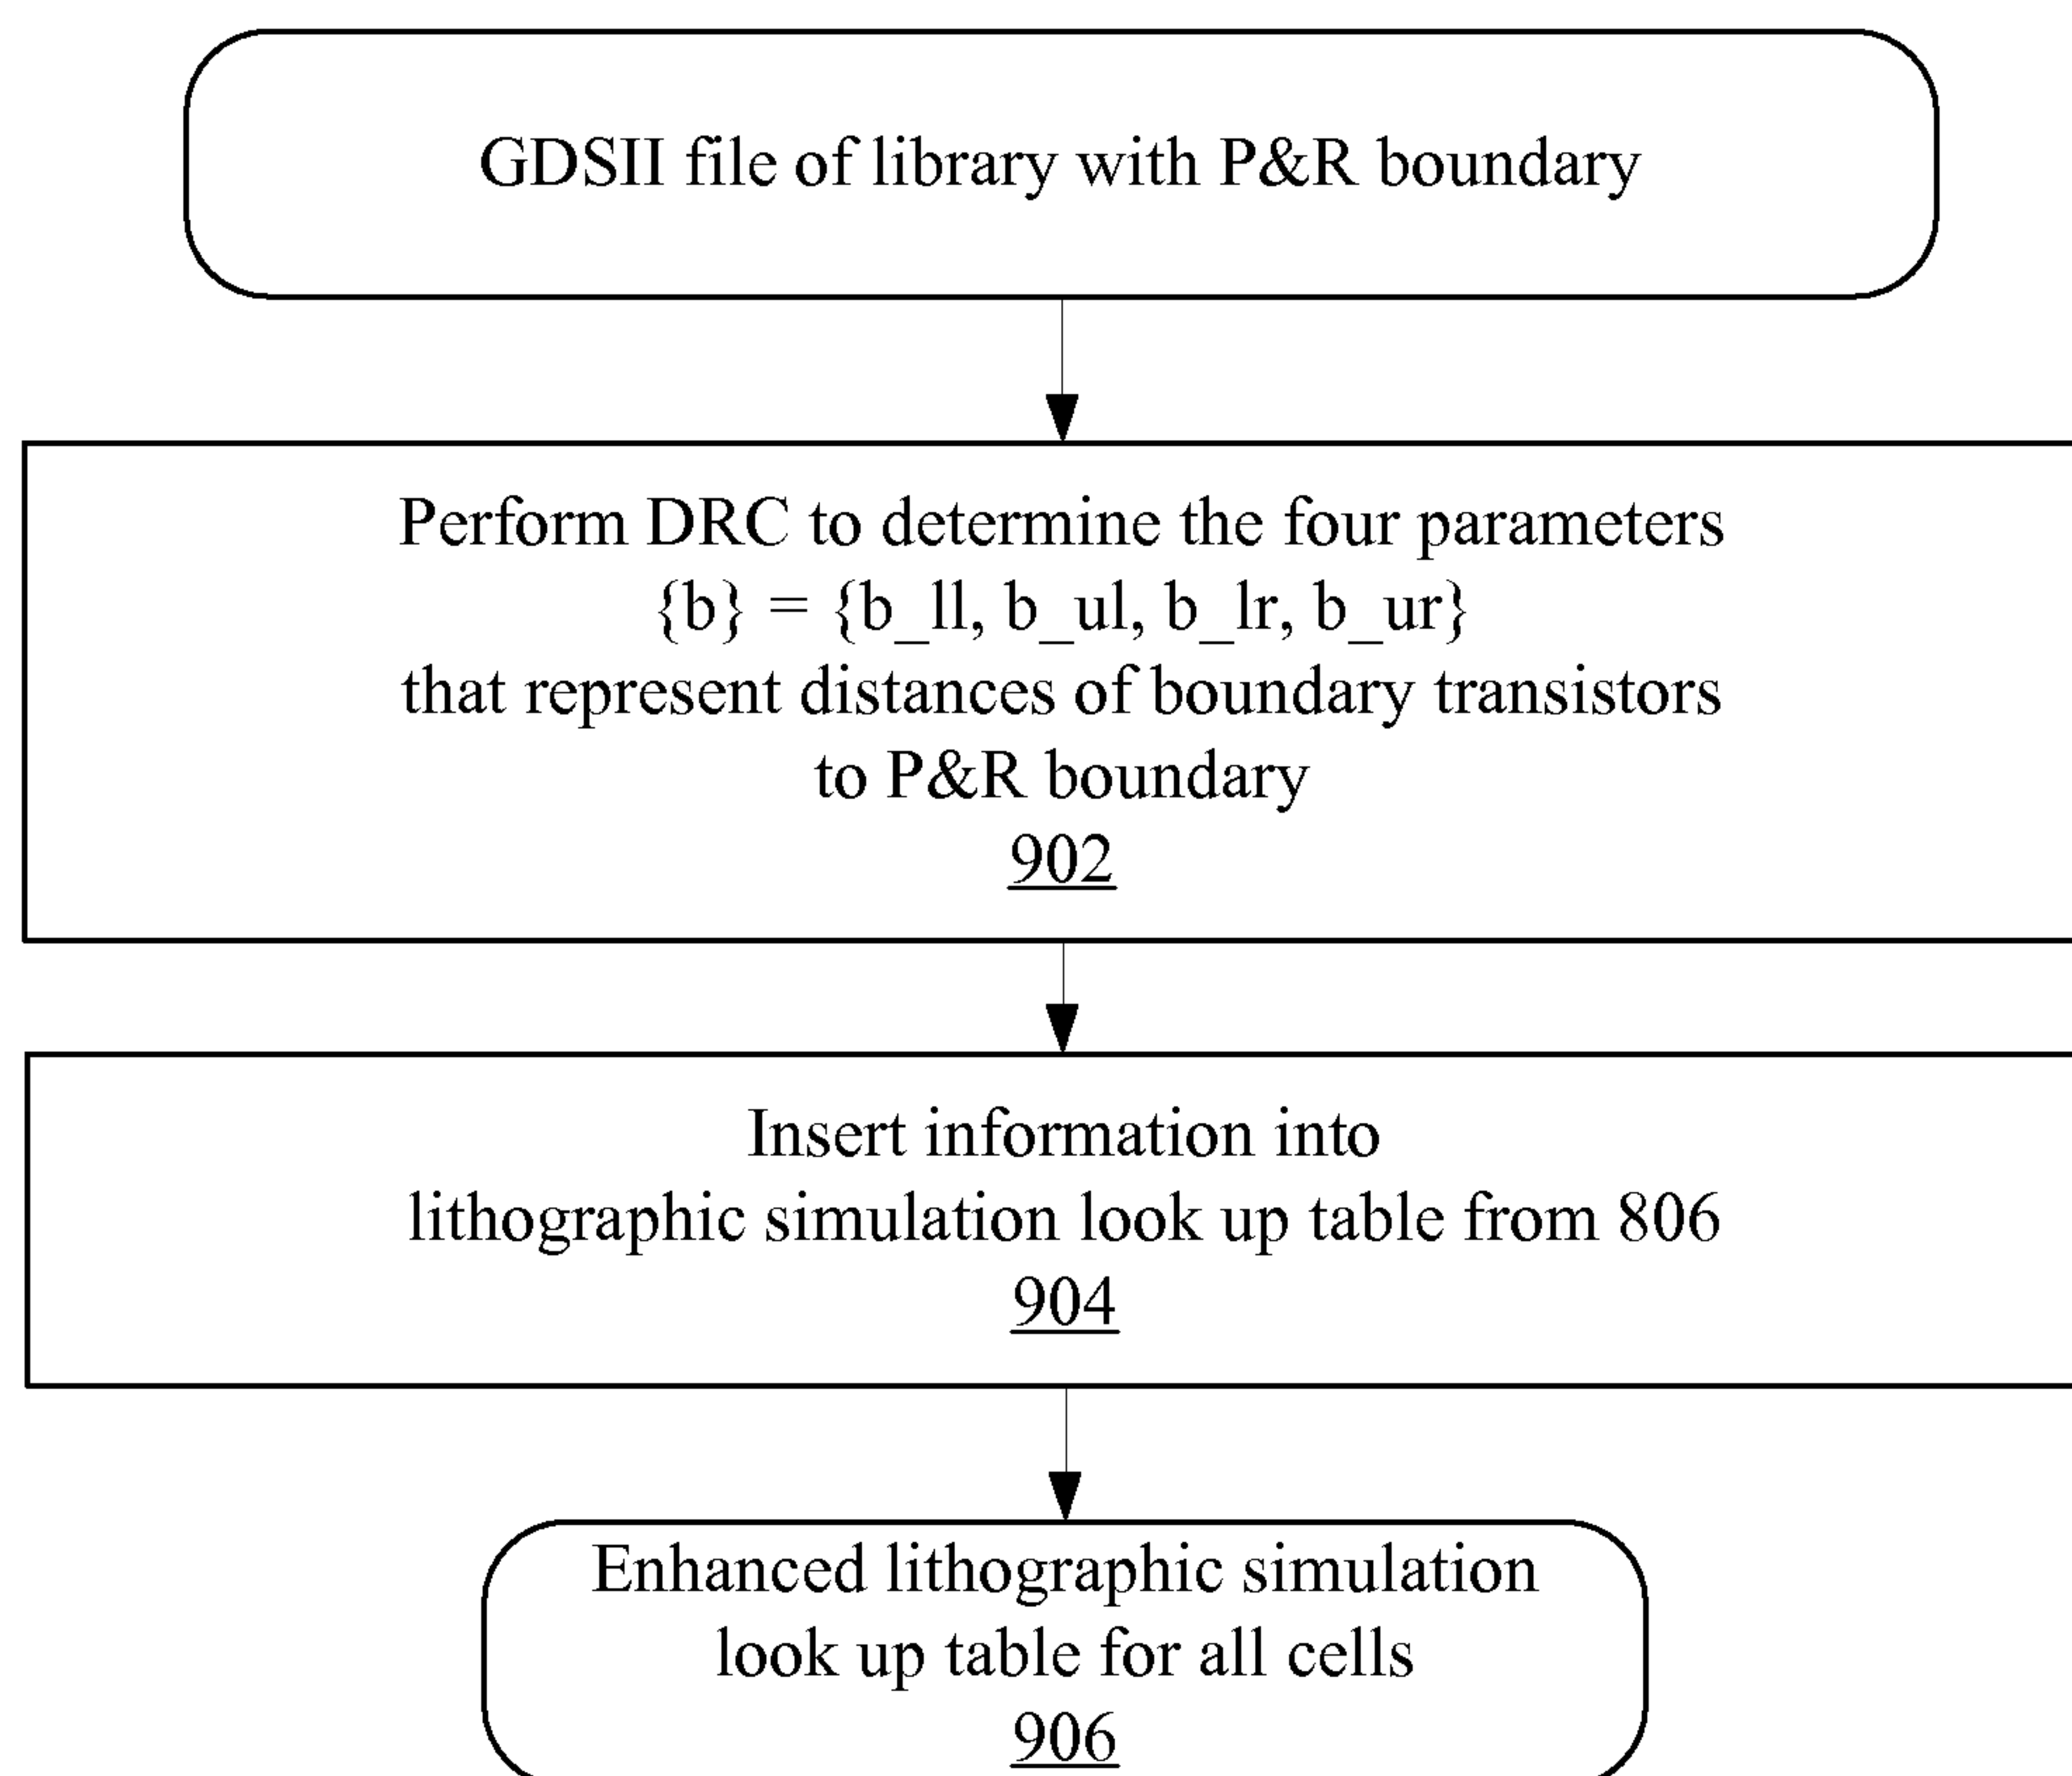 GDSII file of library with P&R boundary
Perform DRC to determine the four parameters
{b} = {b_ll, b_ul, b_lr, b_ur}
that represent distances of boundary transistors
to P&R boundary
902
Insert information into
lithographic simulation look up table from 806
904
Enhanced lithographic simulation
look up table for all cells
906